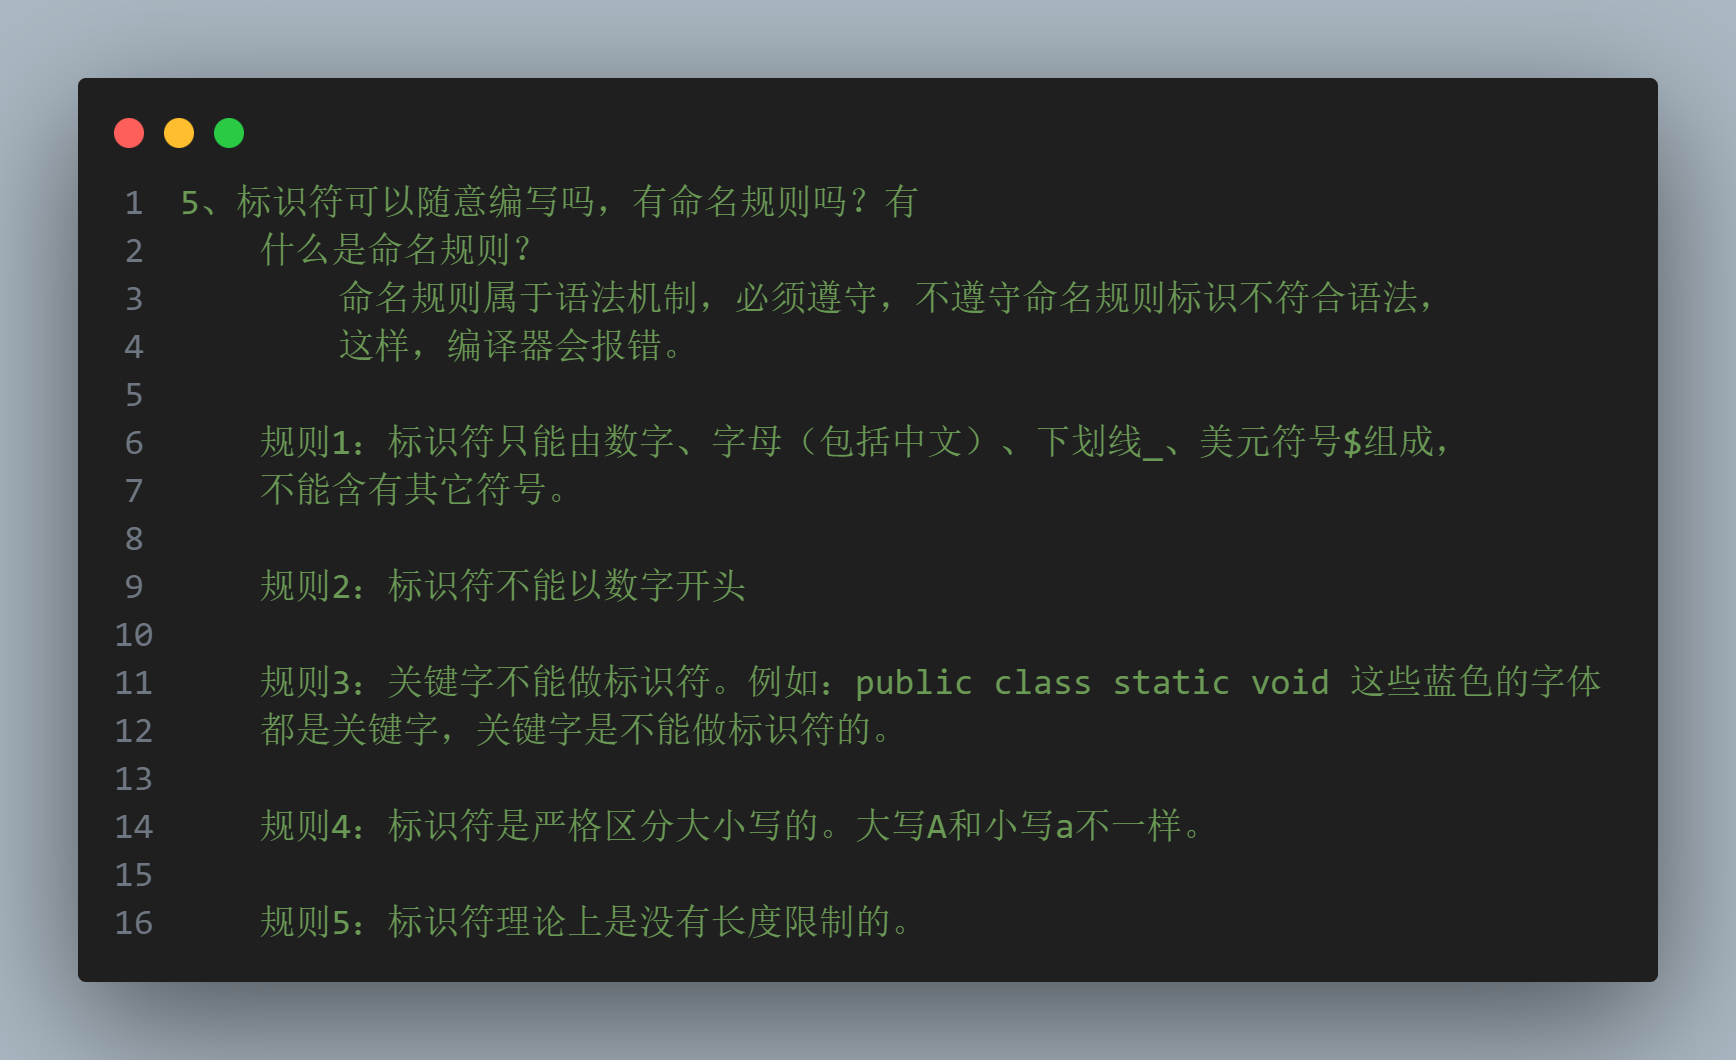 1 5、标识符可以随意编写吗，有命名规则吗？有
2 什么是命名规则？
3 命名规则属于语法机制，必须遵守，不遵守命名规则标识不符合语法，
4 这样，编译器会报错。
5
6 规则1：标识符只能由数字、字母（包括中文）、下划线_、美元符号$组成，
7 不能含有其它符号。
8
9 规则2：标识符不能以数字开头
10
11 规则3：关键字不能做标识符。例如：public class static void 这些蓝色的字体
12 都是关键字，关键字是不能做标识符的。
13
14 规则4：标识符是严格区分大小写的。大写A和小写a不一样。
15
16 规则5：标识符理论上是没有长度限制的。